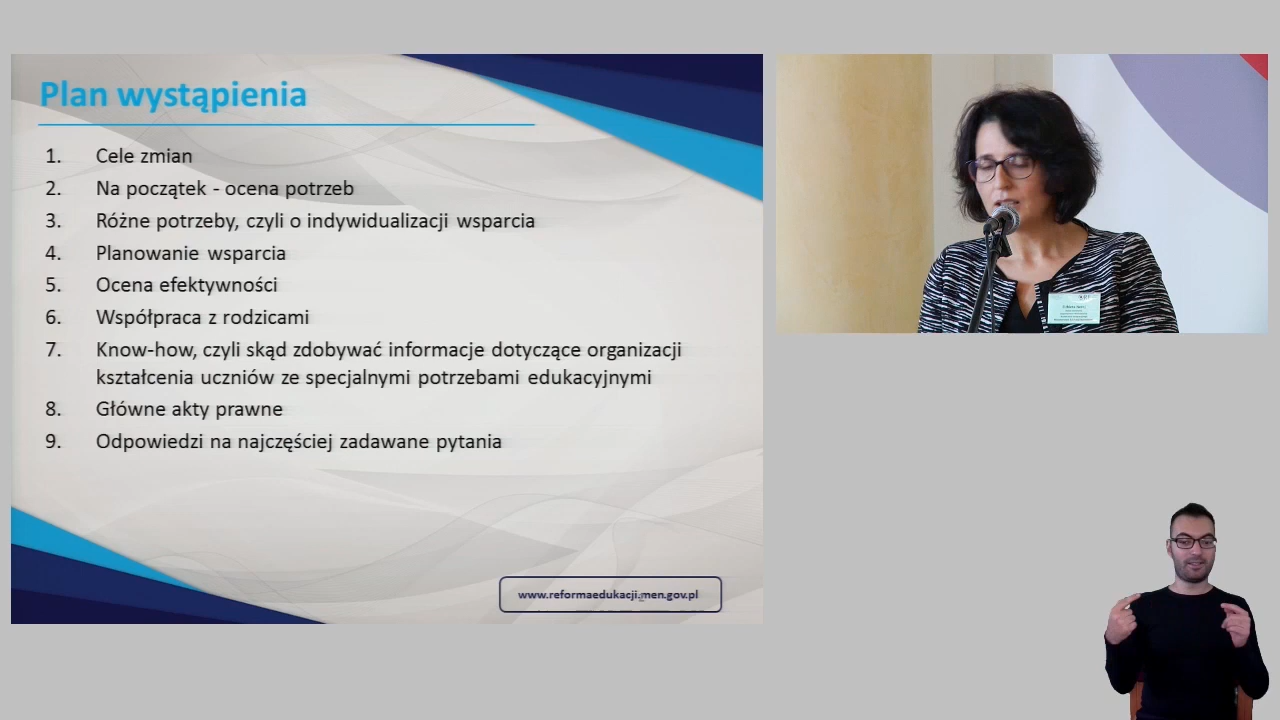 Plan wystąpienia
1. Cele zmian
2. Na początek - ocena potrzeb
3. Różne potrzeby, czyli o indywidualizacji wsparcia
4. Planowanie wsparcia
5. Ocena efektywności
6. Współpraca z rodzicami
7. Know-how, czyli skąd zdobywać informacje dotyczące organizacji
kształcenia uczniów ze specjalnymi potrzebami edukacyjnymi
8. Główne akty prawne
9. Odpowiedzi na najczęściej zadawane pytania
www.reformaedukacji.men.gov.pl